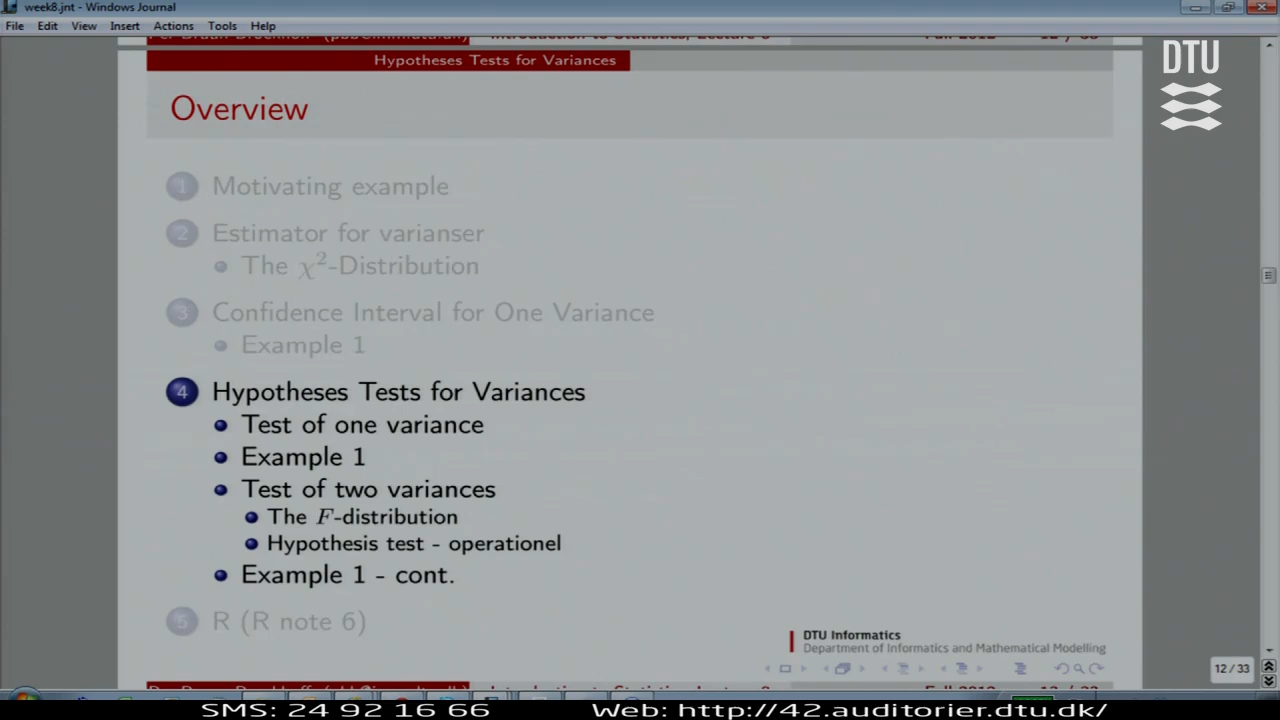 week8.jnt - Windows Journal
File Edit View Insert Actions Tools Help
Hypotheses Tests for Variances
DTU
Overview
1 Motivating example
2 Estimator for varianser
The χ²-Distribution
3 Confidence Interval for One Variance
Example 1
4 Hypotheses Tests for Variances
Test of one variance
Example 1
Test of two variances
The F-distribution
Hypothesis test - operationel
Example 1 - cont.
5 R (R note 6)
DTU Informatics
Department of Informatics and Mathematical Modelling
12 / 33
SMS: 24 92 16 66 Web: http://42.auditorier.dtu.dk/